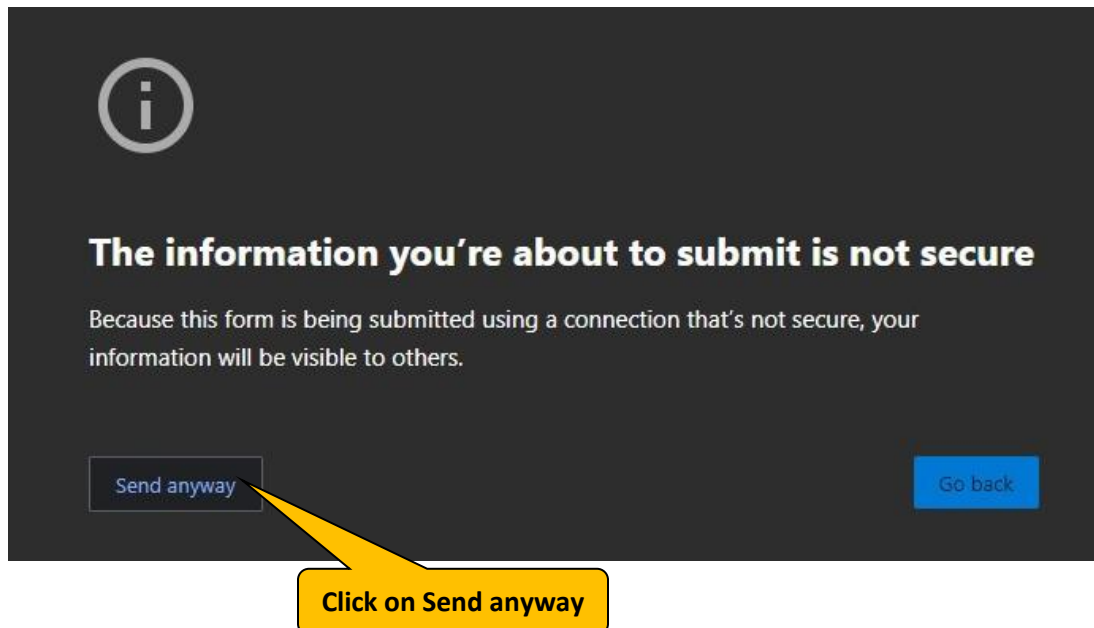 The information you’re about to submit is not secure
Because this form is being submitted using a connection that’s not secure, your
information will be visible to others.
Send anyway
Go back
Click on Send anyway